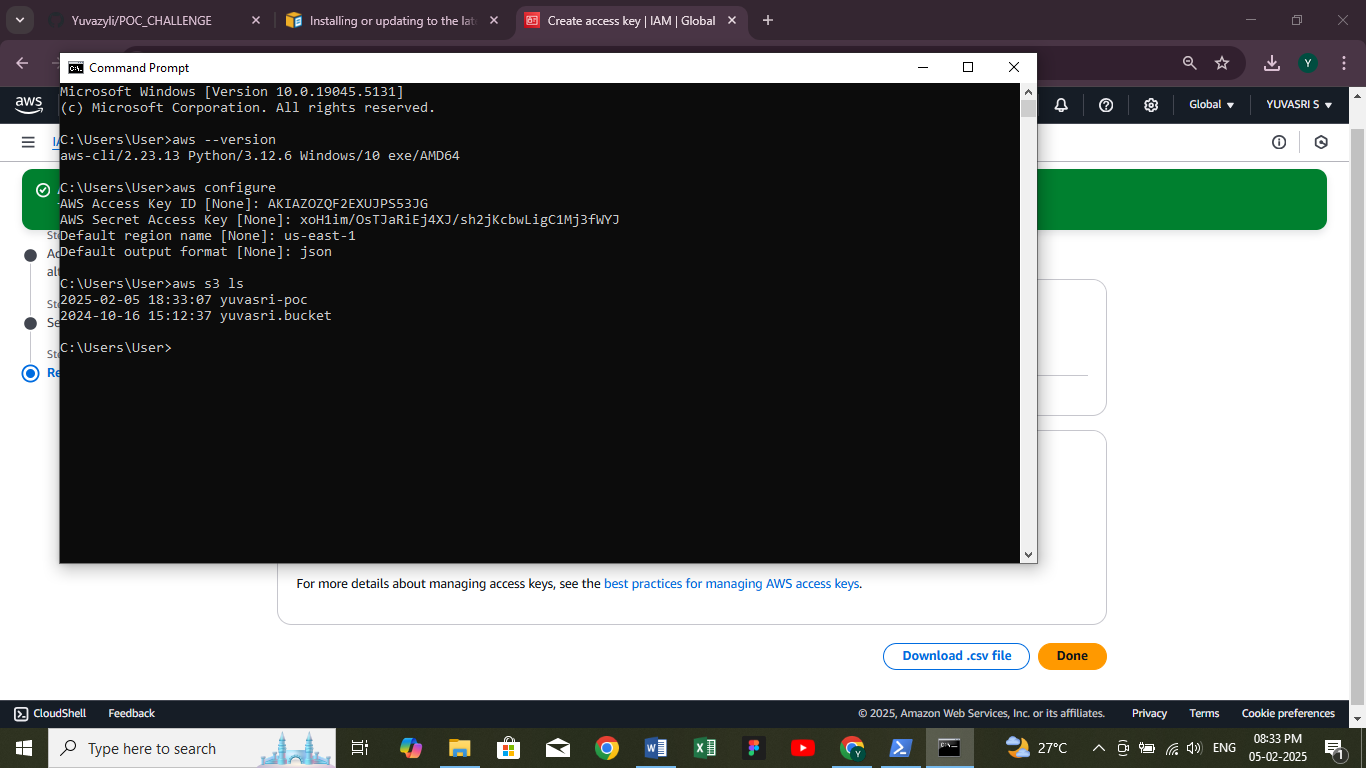 Yuvazyli/POC_CHALLENGE
Installing or updating to the late
Create access key | IAM | Global
Y
Command Prompt
aws
Global
YUVASRI S
Microsoft Windows [Version 10.0.19045.5131]
(c) Microsoft Corporation. All rights reserved.
C:\Users\User>aws --version
aws-cli/2.23.13 Python/3.12.6 Windows/10 exe/AMD64
C:\Users\User>aws configure
AWS Access Key ID [None]: [credential redacted]
AWS Secret Access Key [None]: [credential redacted]
Default region name [None]: us-east-1
Default output format [None]: json
C:\Users\User>aws s3 ls
2025-02-05 18:33:07 yuvasri-poc
2024-10-16 15:12:37 yuvasri.bucket
C:\Users\User>
For more details about managing access keys, see the best practices for managing AWS access keys.
Download .csv file
Done
CloudShell
Feedback
© 2025, Amazon Web Services, Inc. or its affiliates.
Privacy
Terms
Cookie preferences
Type here to search
27°C
ENG
08:33 PM
05-02-2025
1